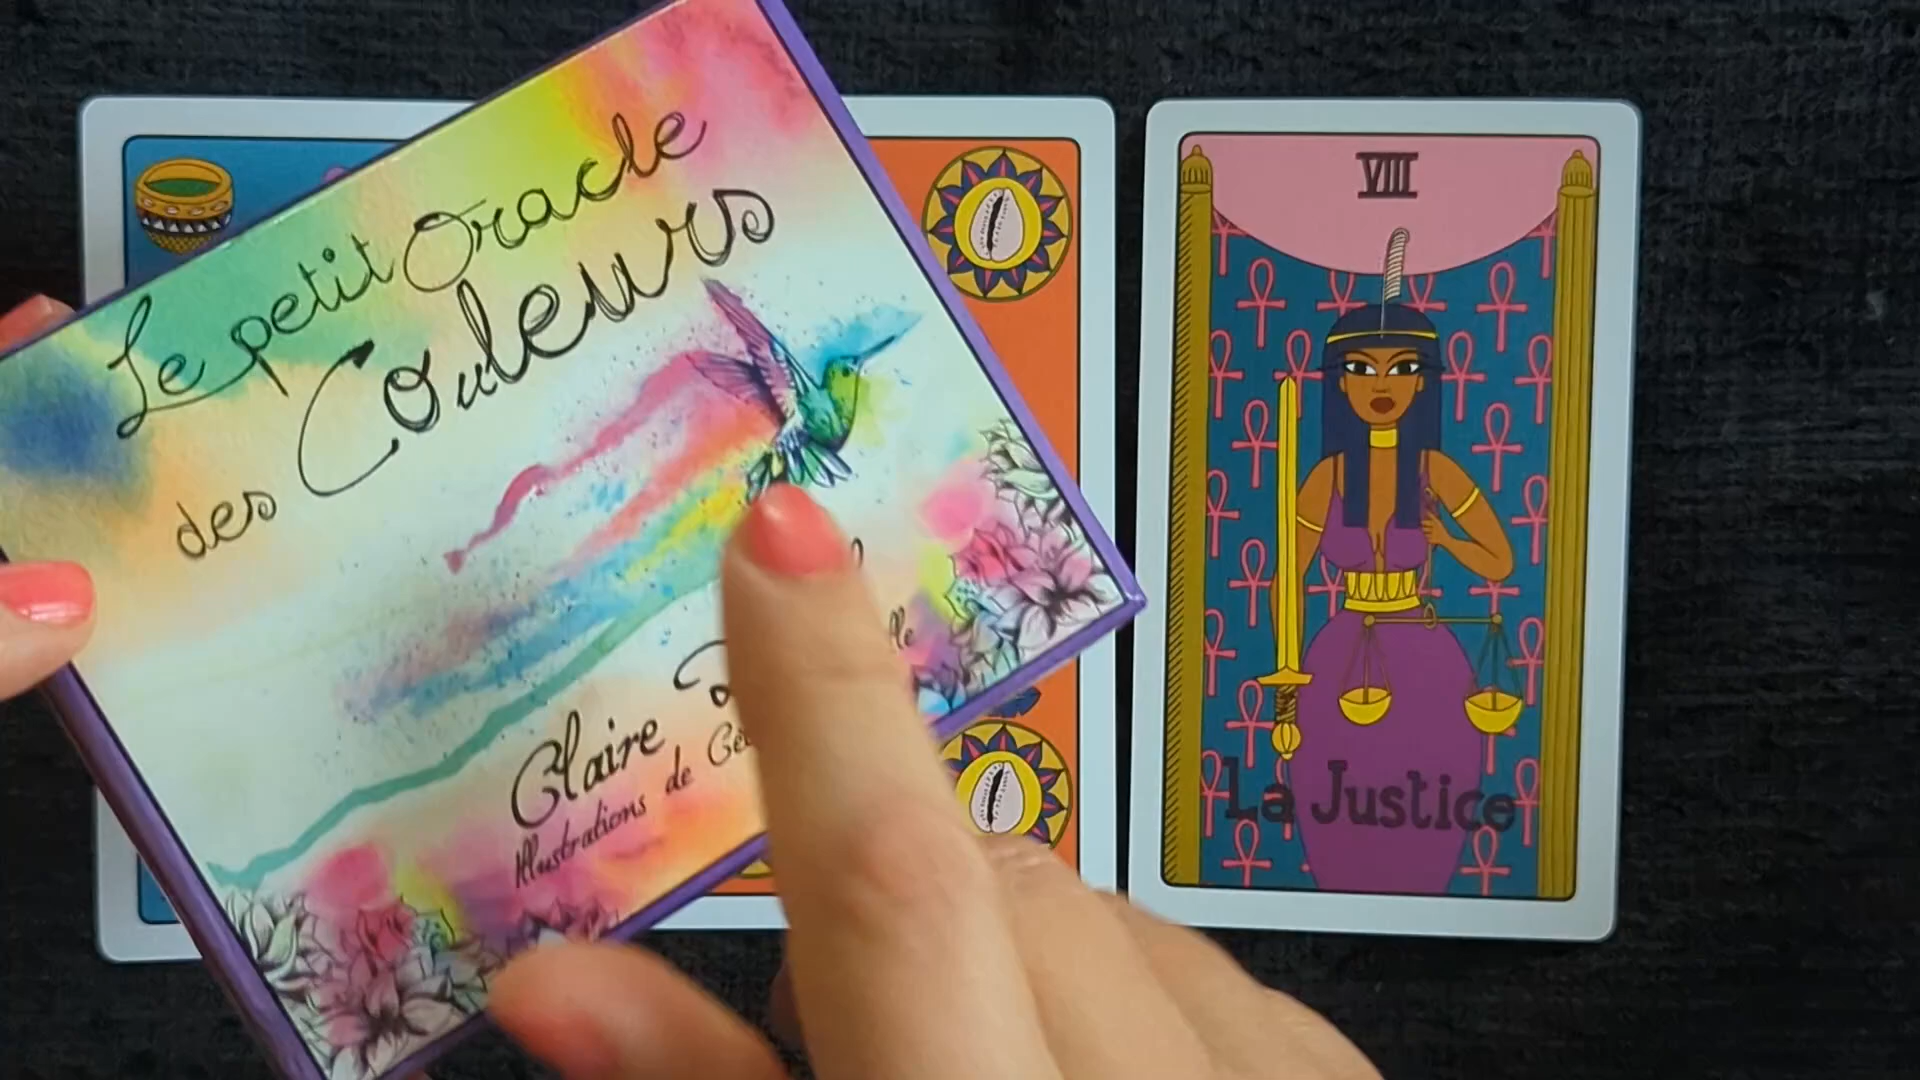 Le petit Oracle
des Couleurs
Claire
Illustrations de
VIII
La Justice